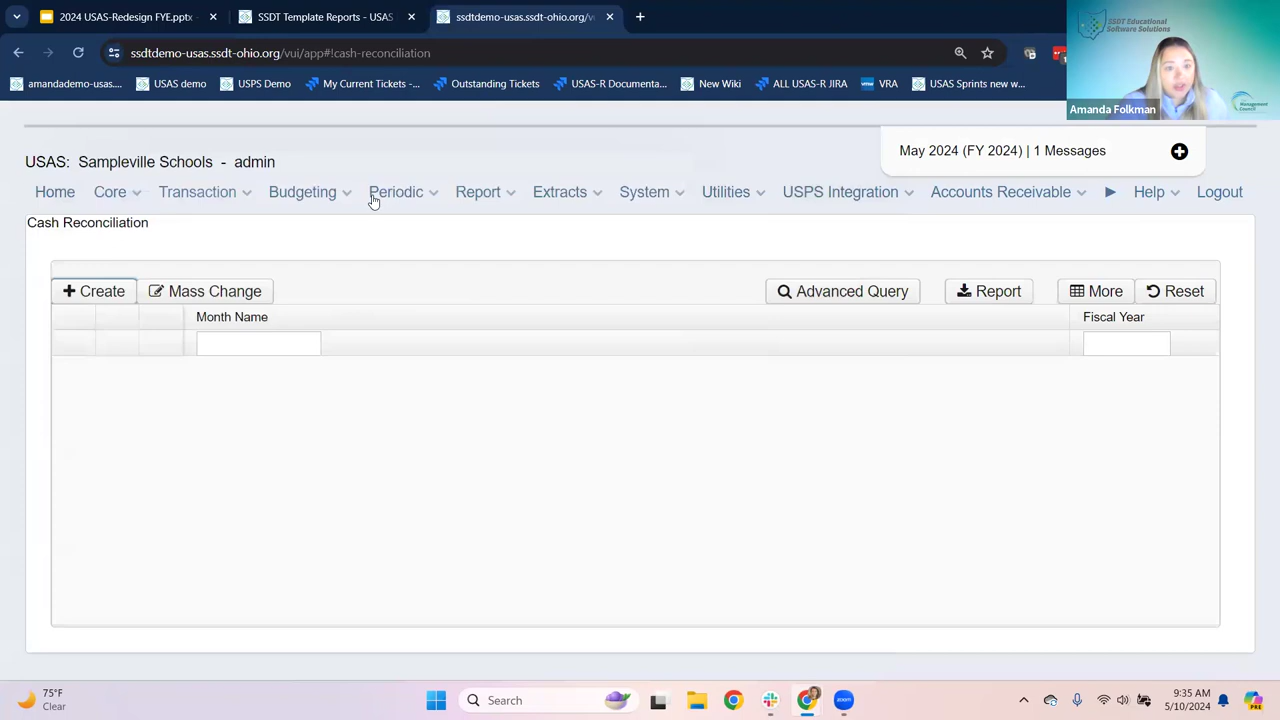 2024 USAS-Redesign FYE.pptx
SSDT Template Reports - USAS
ssdtdemo-usas.ssdt-ohio.org/v
ssdtdemo-usas.ssdt-ohio.org/vui/app#!cash-reconciliation
amandademo-usas....
USAS demo
USPS Demo
My Current Tickets -...
Outstanding Tickets
USAS-R Documenta...
New Wiki
ALL USAS-R JIRA
vmw
VRA
USAS Sprints new w...
SSDT Educational
Software Solutions
Management
Council
Amanda Folkman
USAS: Sampleville Schools - admin
May 2024 (FY 2024) | 1 Messages
Home
Core
Transaction
Budgeting
Periodic
Report
Extracts
System
Utilities
USPS Integration
Accounts Receivable
Help
Logout
Cash Reconciliation
Create
Mass Change
Advanced Query
Report
More
Reset
Month Name
Fiscal Year
75°F
Clear
Search
9:35 AM
5/10/2024
PRE